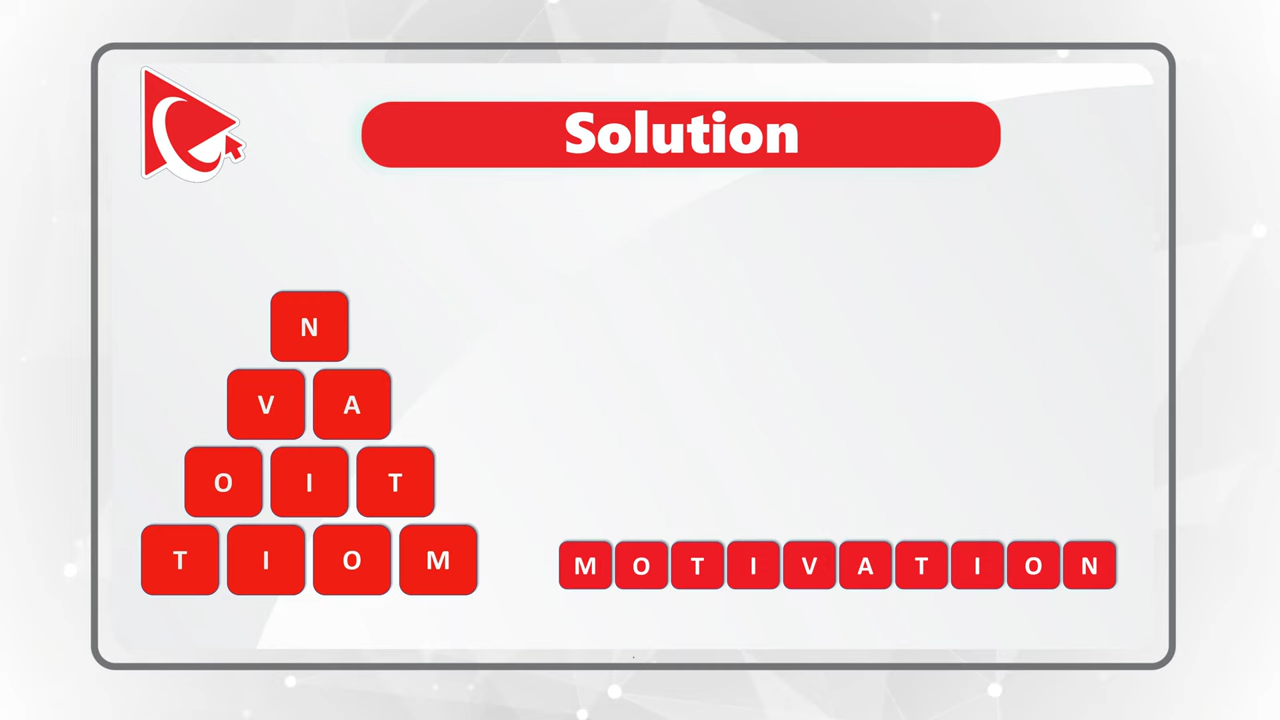 Solution
N
V A
O I T
T I O M
M O T I V A T I O N